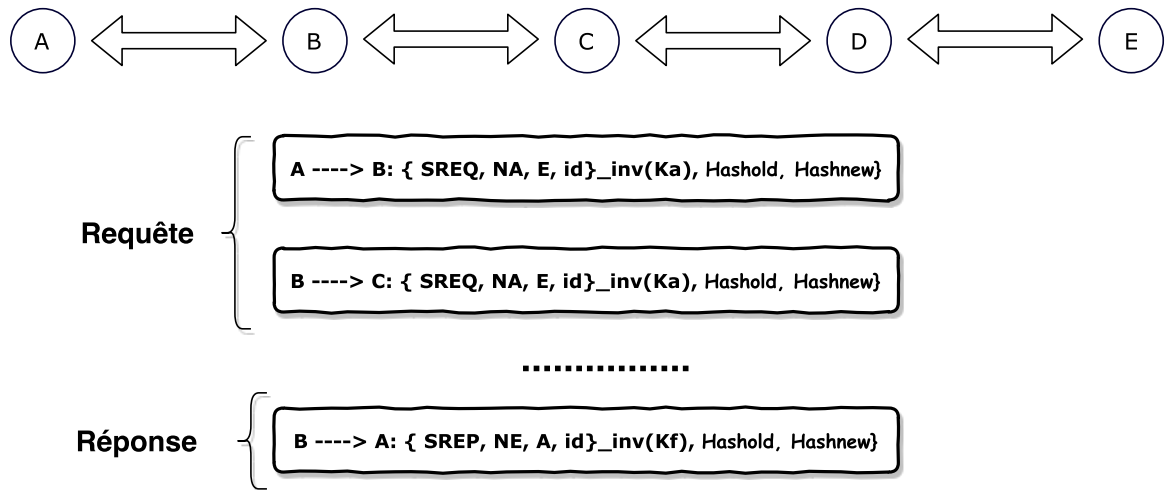 A B C D E
A ----> B: { SREQ, NA, E, id}_inv(Ka), Hashold, Hashnew}
Requête
B ----> C: { SREQ, NA, E, id}_inv(Ka), Hashold, Hashnew}
................
Réponse
B ----> A: { SREP, NE, A, id}_inv(Kf), Hashold, Hashnew}